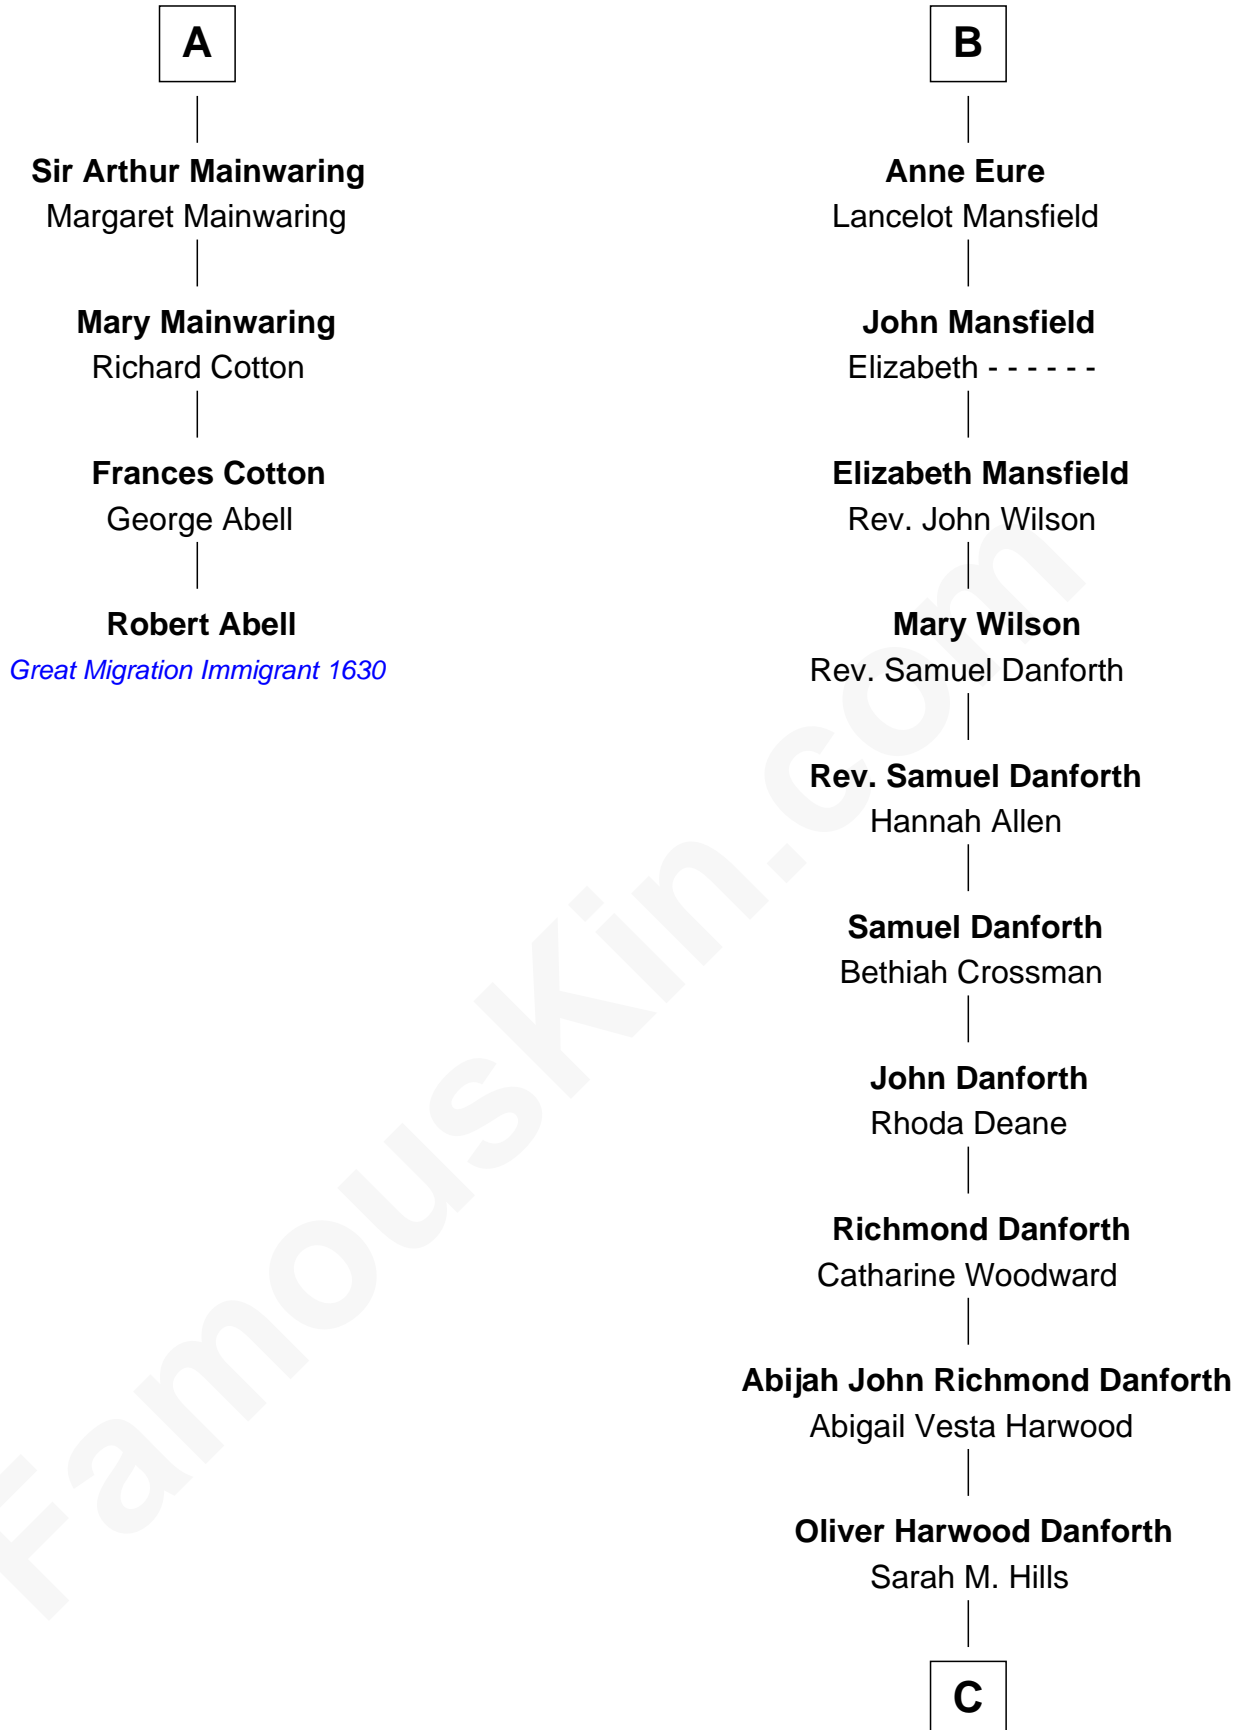 A
Sir Arthur Mainwaring
Margaret Mainwaring
Mary Mainwaring
Richard Cotton
Frances Cotton
George Abell
Robert Abell
Great Migration Immigrant 1630
B
Anne Eure
Lancelot Mansfield
John Mansfield
Elizabeth - - - - - -
Elizabeth Mansfield
Rev. John Wilson
Mary Wilson
Rev. Samuel Danforth
Rev. Samuel Danforth
Hannah Allen
Samuel Danforth
Bethiah Crossman
John Danforth
Rhoda Deane
Richmond Danforth
Catharine Woodward
Abijah John Richmond Danforth
Abigail Vesta Harwood
Oliver Harwood Danforth
Sarah M. Hills
C
FamousKin.com